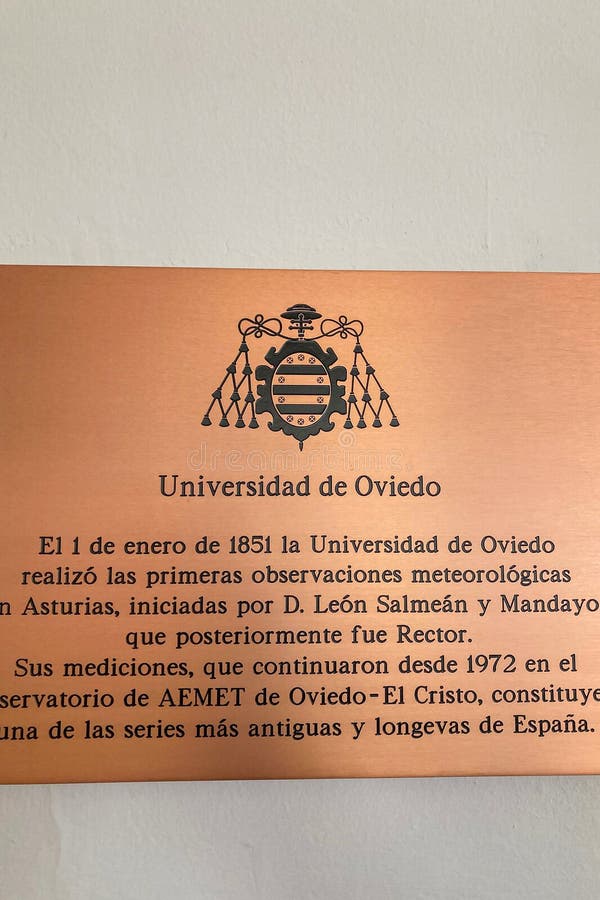 Universidad de Oviedo
El 1 de enero de 1851 la Universidad de Oviedo
realizó las primeras observaciones meteorológicas
n Asturias, iniciadas por D. León Salmeán y Mandayo
que posteriormente fue Rector.
Sus mediciones, que continuaron desde 1972 en el
servatorio de AEMET de Oviedo-El Cristo, constituye
una de las series más antiguas y longevas de España.
dreamstime.com